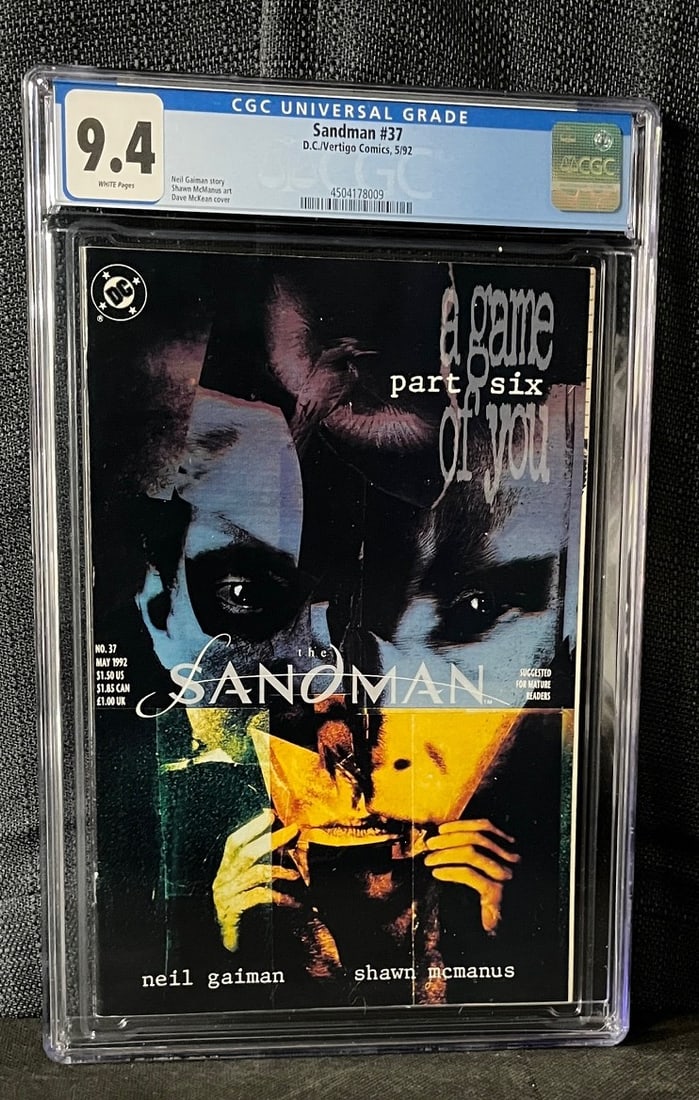 CGC UNIVERSAL GRADE
9.4
WHITE Pages
Sandman #37
D.C./Vertigo Comics, 5/92
Neil Gaiman story
Shawn McManus art
Dave McKean cover
4504178009
CGC
DC
®
a game
part six
of you
NO. 37
MAY 1992
$1.50 US
$1.85 CAN
£1.00 UK
the
SANDMAN™
SUGGESTED
FOR MATURE
READERS
neil gaiman
shawn mcmanus